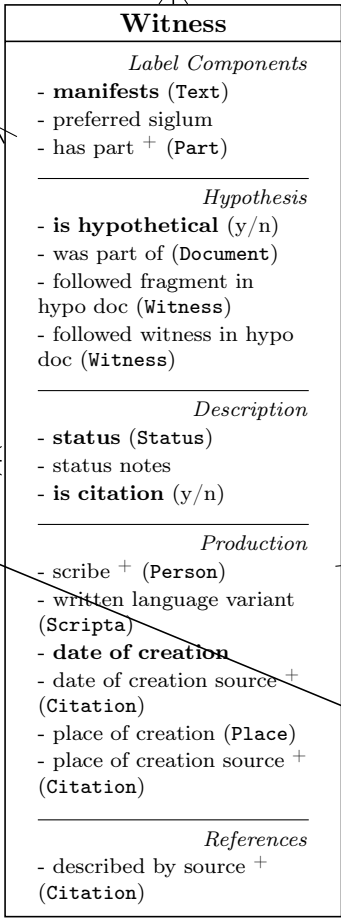 Witness
Label Components
- manifests (Text)
- preferred siglum
- has part + (Part)
Hypothesis
- is hypothetical (y/n)
- was part of (Document)
- followed fragment in
hypo doc (Witness)
- followed witness in hypo
doc (Witness)
Description
- status (Status)
- status notes
- is citation (y/n)
Production
- scribe + (Person)
- written language variant
(Scripta)
- date of creation
- date of creation source +
(Citation)
- place of creation (Place)
- place of creation source +
(Citation)
References
- described by source +
(Citation)